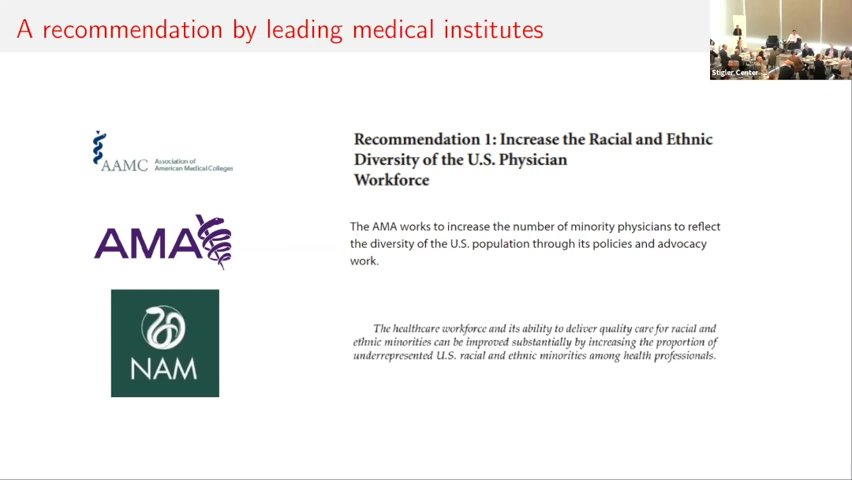 A recommendation by leading medical institutes
Stigler Center
AAMC
Association of
American Medical Colleges
Recommendation 1: Increase the Racial and Ethnic
Diversity of the U.S. Physician
Workforce
AMA
The AMA works to increase the number of minority physicians to reflect
the diversity of the U.S. population through its policies and advocacy
work.
NAM
The healthcare workforce and its ability to deliver quality care for racial and
ethnic minorities can be improved substantially by increasing the proportion of
underrepresented U.S. racial and ethnic minorities among health professionals.